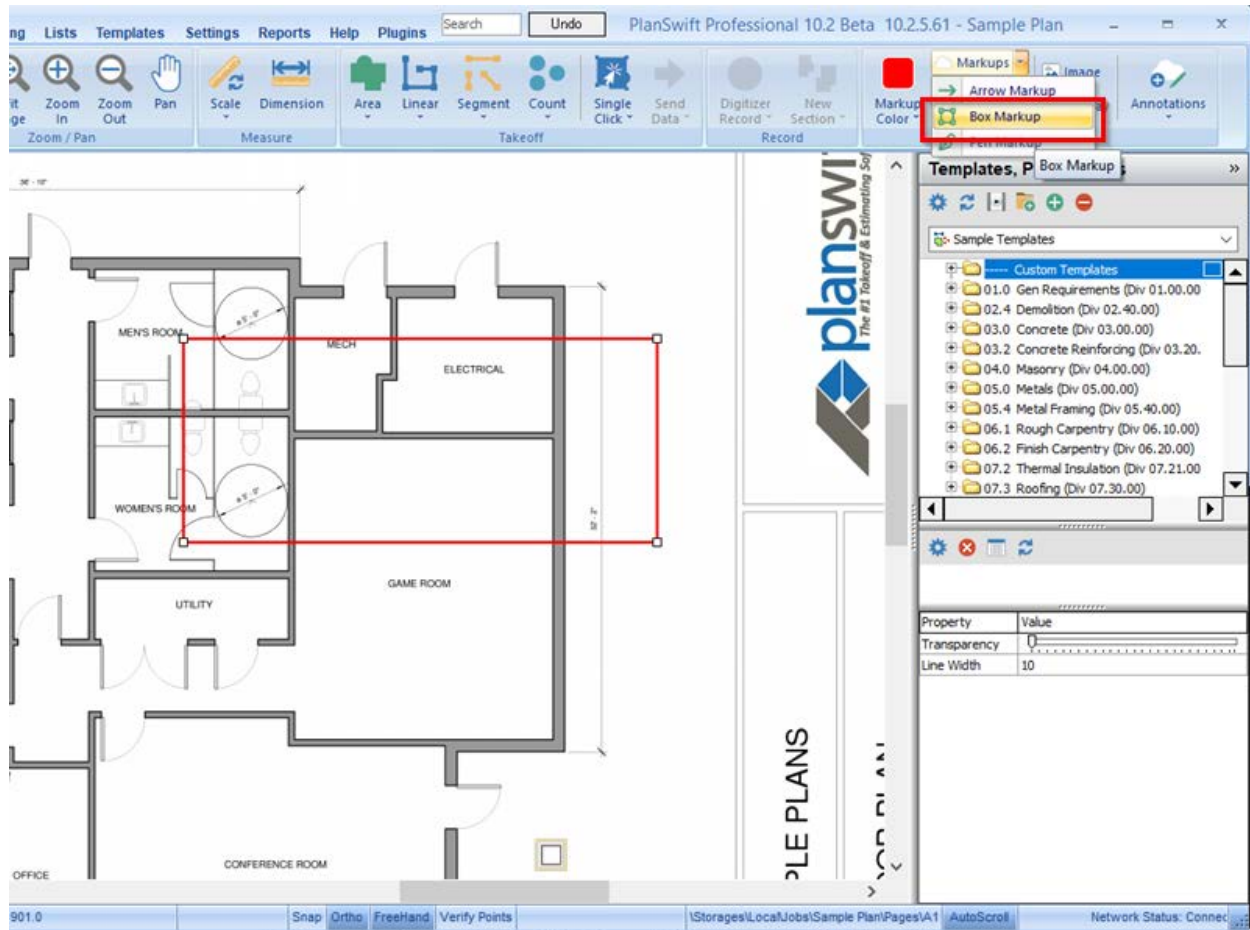 ng Lists Templates Settings Reports Help Plugins Search Undo PlanSwift Professional 10.2 Beta 10.2.5.61 - Sample Plan
Zoom In
Zoom Out
Pan
Scale
Dimension
Area
Linear
Segment
Count
Single Click
Send Data
Digitizer Record
New Section
Markup Color
Markups
Image
Arrow Markup
Box Markup
Pen Markup
Box Markup
Annotations
Zoom / Pan
Measure
Takeoff
Record
Templates, P
Sample Templates
----- Custom Templates
01.0 Gen Requirements (Div 01.00.00
02.4 Demolition (Div 02.40.00)
03.0 Concrete (Div 03.00.00)
03.2 Concrete Reinforcing (Div 03.20.
04.0 Masonry (Div 04.00.00)
05.0 Metals (Div 05.00.00)
05.4 Metal Framing (Div 05.40.00)
06.1 Rough Carpentry (Div 06.10.00)
06.2 Finish Carpentry (Div 06.20.00)
07.2 Thermal Insulation (Div 07.21.00
07.3 Roofing (Div 07.30.00)
Property Value
Transparency
Line Width 10
MEN'S ROOM
MECH
ELECTRICAL
WOMEN'S ROOM
GAME ROOM
UTILITY
CONFERENCE ROOM
OFFICE
planswi
The #1 Takeoff & Estimating Sof
PLE PLANS
901.0 Snap Ortho FreeHand Verify Points \Storages\Local\Jobs\Sample Plan\Pages\A1 AutoScroll Network Status: Connec